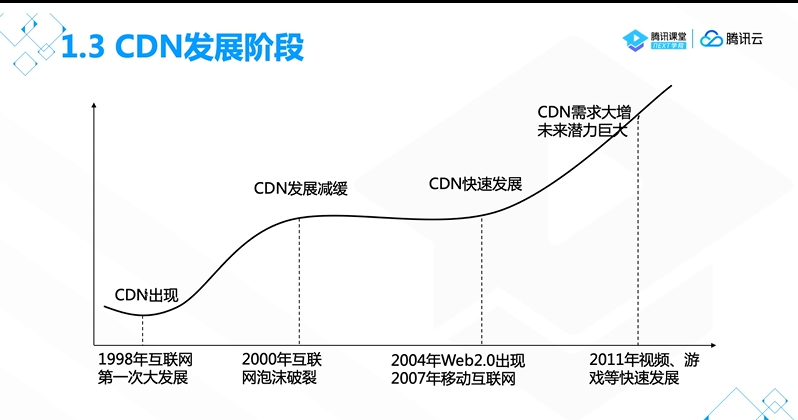 1.3 CDN发展阶段
腾讯课堂
NEXT学院
腾讯云
CDN需求大增
未来潜力巨大
CDN发展减缓
CDN快速发展
CDN出现
1998年互联网
第一次大发展
2000年互联
网泡沫破裂
2004年Web2.0出现
2007年移动互联网
2011年视频、游
戏等快速发展